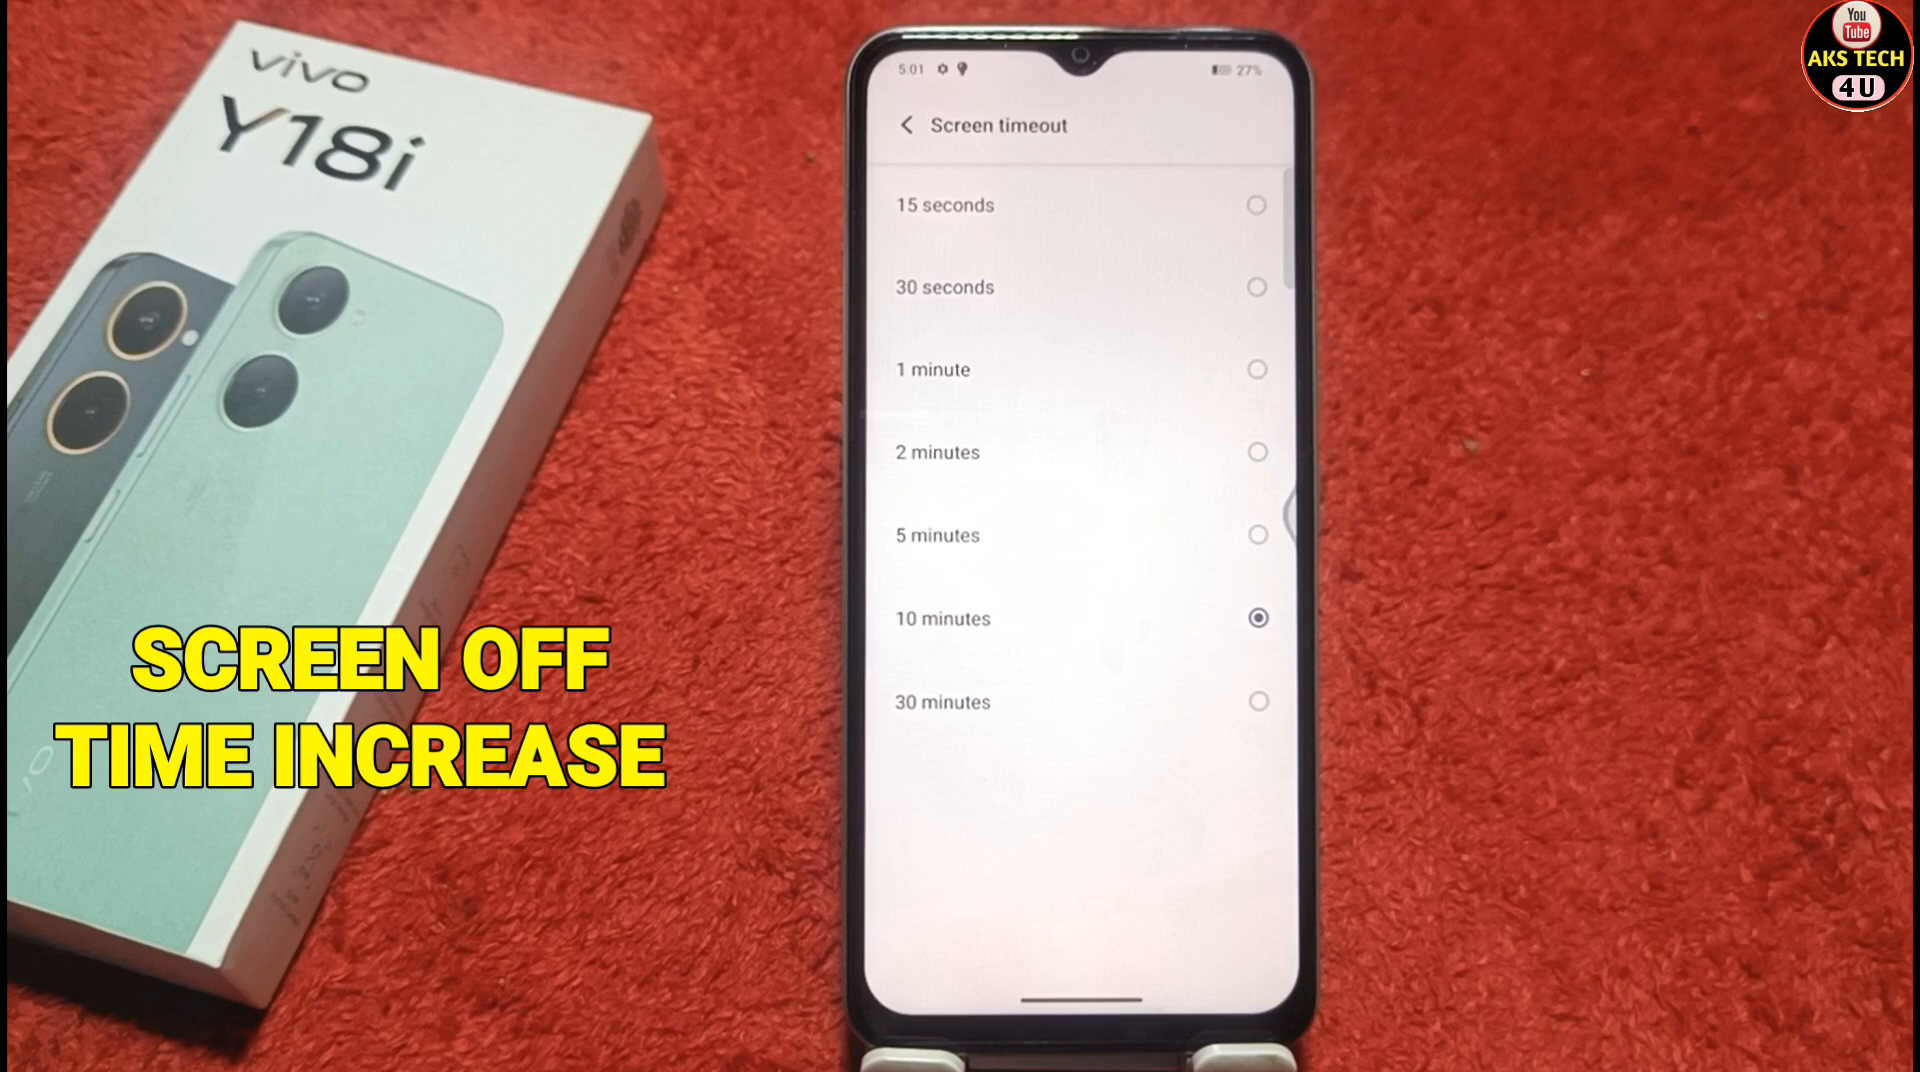 vivo
Y18i
SCREEN OFF
TIME INCREASE
5:01
27%
Screen timeout
15 seconds
30 seconds
1 minute
2 minutes
5 minutes
10 minutes
30 minutes
You
Tube
AKS TECH
4U